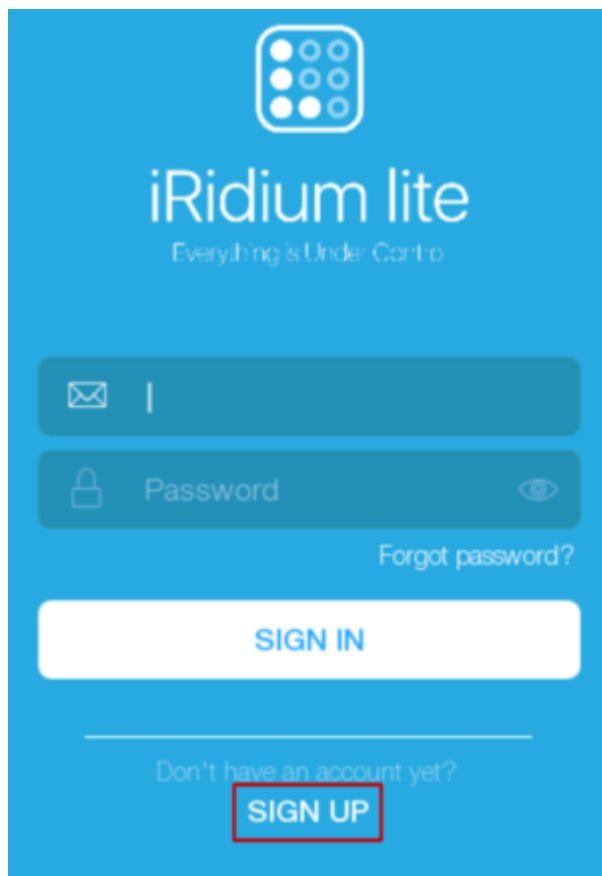 iRidium lite
Everything is Under Contro
Password
Forgot password?
SIGN IN
Don't have an account yet?
SIGN UP